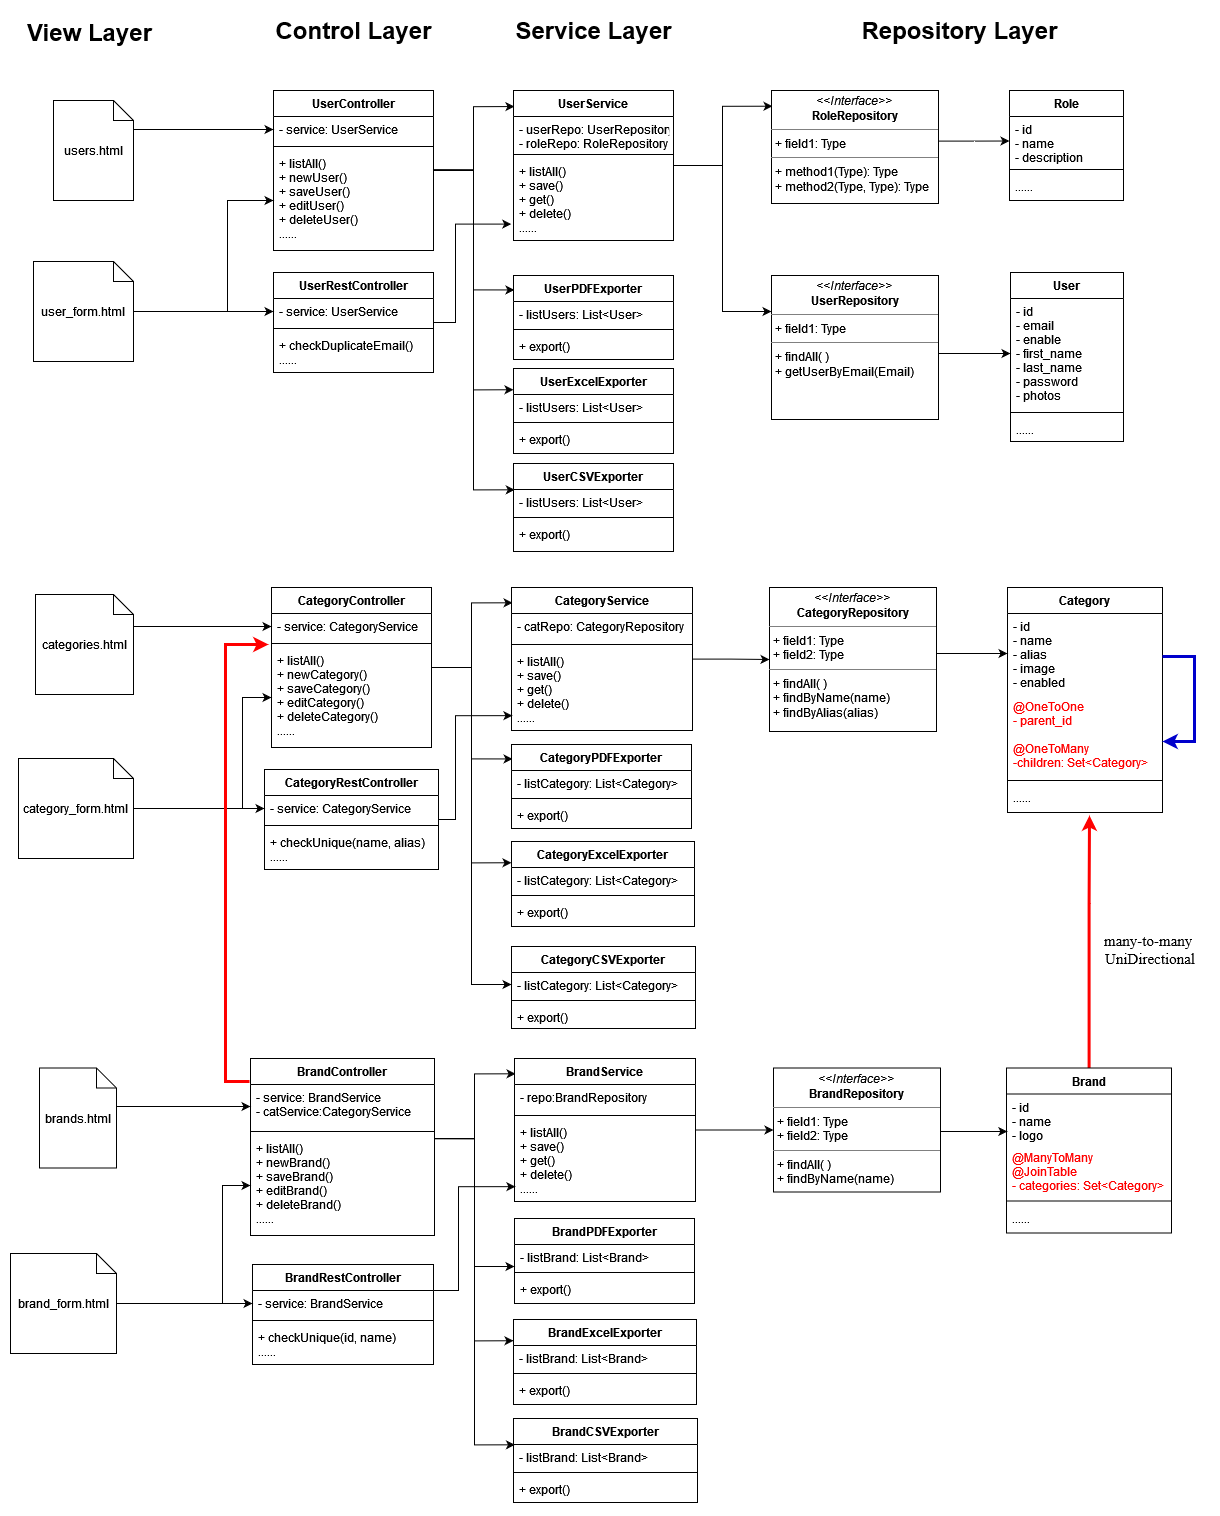 View Layer
Control Layer
Service Layer
Repository Layer
users.html
UserController
- service: UserService
+ listAll()
+ newUser()
+ saveUser()
+ editUser()
+ deleteUser()
......
UserService
- userRepo: UserRepository
- roleRepo: RoleRepository
+ listAll()
+ save()
+ get()
+ delete()
......
<<Interface>>
RoleRepository
+ field1: Type
+ method1(Type): Type
+ method2(Type, Type): Type
Role
- id
- name
- description
......
user_form.html
UserRestController
- service: UserService
+ checkDuplicateEmail()
......
UserPDFExporter
- listUsers: List<User>
+ export()
<<Interface>>
UserRepository
+ field1: Type
+ findAll( )
+ getUserByEmail(Email)
User
- id
- email
- enable
- first_name
- last_name
- password
- photos
......
UserExcelExporter
- listUsers: List<User>
+ export()
UserCSVExporter
- listUsers: List<User>
+ export()
categories.html
CategoryController
- service: CategoryService
+ listAll()
+ newCategory()
+ saveCategory()
+ editCategory()
+ deleteCategory()
......
CategoryService
- catRepo: CategoryRepository
+ listAll()
+ save()
+ get()
+ delete()
......
<<Interface>>
CategoryRepository
+ field1: Type
+ field2: Type
+ findAll( )
+ findByName(name)
+ findByAlias(alias)
Category
- id
- name
- alias
- image
- enabled
@OneToOne
- parent_id
@OneToMany
-children: Set<Category>
......
category_form.html
CategoryRestController
- service: CategoryService
+ checkUnique(name, alias)
......
CategoryPDFExporter
- listCategory: List<Category>
+ export()
CategoryExcelExporter
- listCategory: List<Category>
+ export()
CategoryCSVExporter
- listCategory: List<Category>
+ export()
many-to-many
UniDirectional
brands.html
BrandController
- service: BrandService
- catService:CategoryService
+ listAll()
+ newBrand()
+ saveBrand()
+ editBrand()
+ deleteBrand()
......
BrandService
- repo:BrandRepository
+ listAll()
+ save()
+ get()
+ delete()
......
<<Interface>>
BrandRepository
+ field1: Type
+ field2: Type
+ findAll( )
+ findByName(name)
Brand
- id
- name
- logo
@ManyToMany
@JoinTable
- categories: Set<Category>
......
brand_form.html
BrandRestController
- service: BrandService
+ checkUnique(id, name)
......
BrandPDFExporter
- listBrand: List<Brand>
+ export()
BrandExcelExporter
- listBrand: List<Brand>
+ export()
BrandCSVExporter
- listBrand: List<Brand>
+ export()